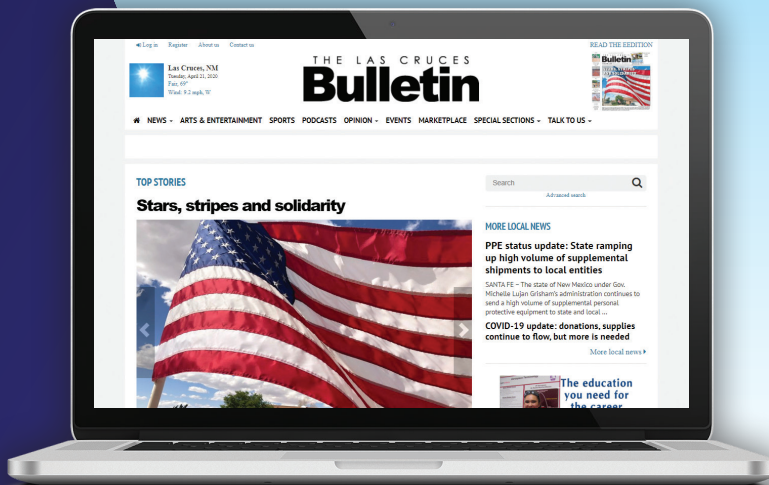 Log in Register About us Contact us
READ THE EEDITION
Las Cruces, NM
Tuesday, April 21, 2020
Fair, 69°
Wind: 9.2 mph, W
THE LAS CRUCES
Bulletin
Bulletin
NEWS ARTS & ENTERTAINMENT SPORTS PODCASTS OPINION EVENTS MARKETPLACE SPECIAL SECTIONS TALK TO US
TOP STORIES
Stars, stripes and solidarity
Search
Advanced search
MORE LOCAL NEWS
PPE status update: State ramping
up high volume of supplemental
shipments to local entities
SANTA FE – The state of New Mexico under Gov.
Michelle Lujan Grisham's administration continues to
send a high volume of supplemental personal
protective equipment to state and local ...
COVID-19 update: donations, supplies
continue to flow, but more is needed
More local news
The education
you need for
the career